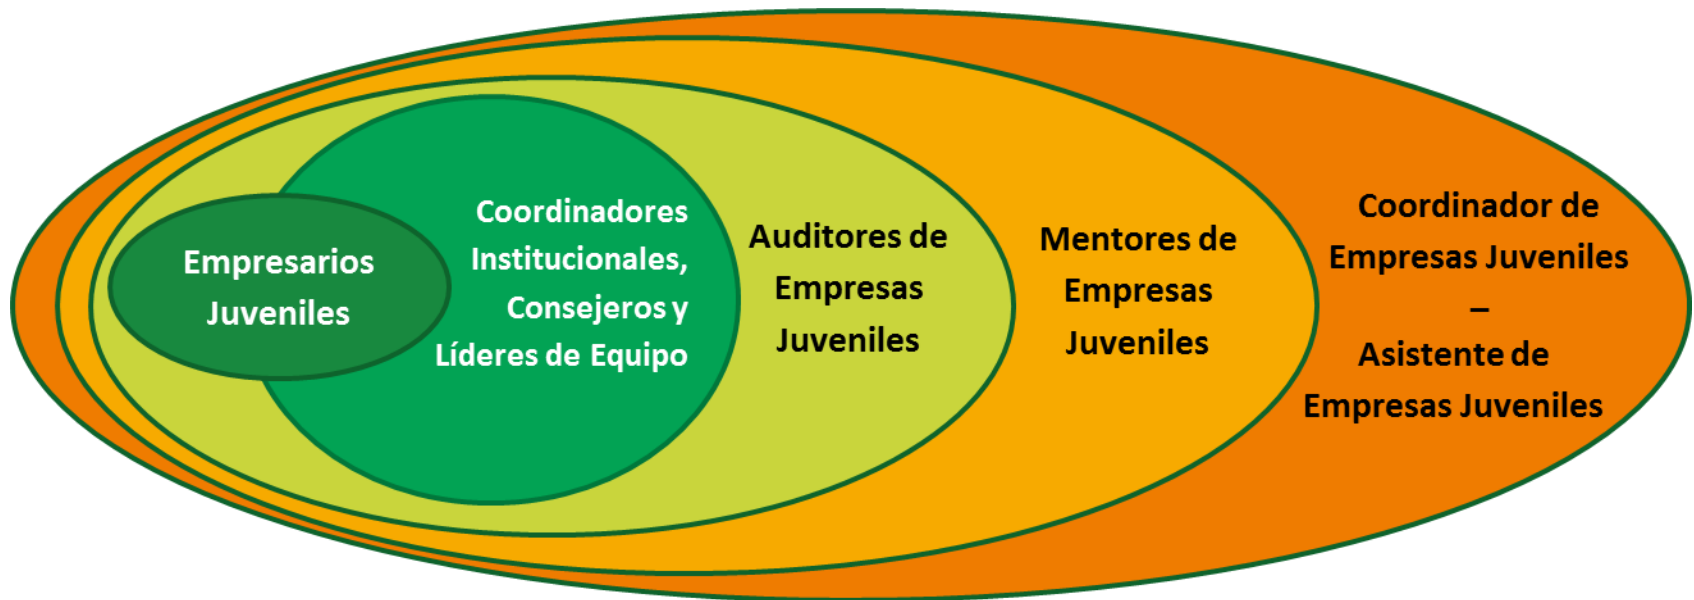 Empresarios
Juveniles
Coordinadores
Institucionales,
Consejeros y
Líderes de Equipo
Auditores de
Empresas
Juveniles
Mentores de
Empresas
Juveniles
Coordinador de
Empresas Juveniles
–
Asistente de
Empresas Juveniles